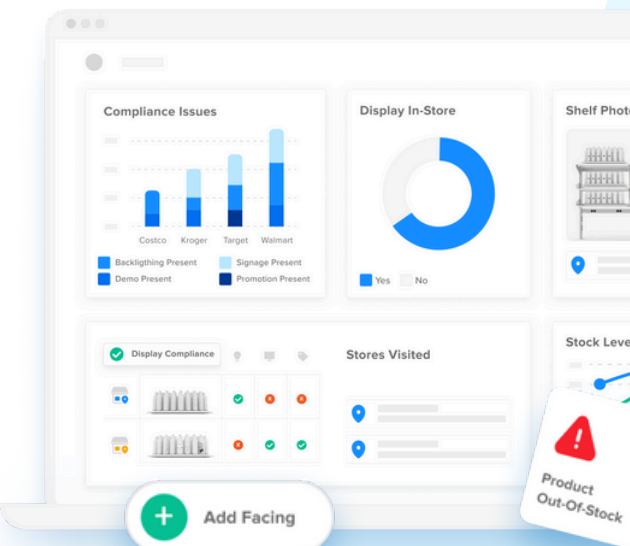 Compliance Issues
Costco Kroger Target Walmart
Backligthing Present Signage Present
Demo Present Promotion Present
Display In-Store
Yes No
Shelf Phot
Display Compliance
Stores Visited
Stock Leve
Product
Out-Of-Stock
Add Facing